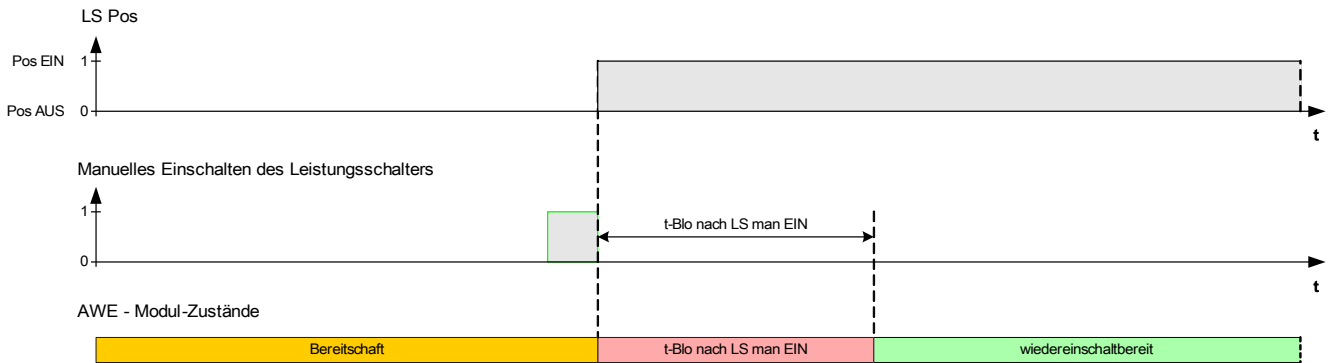 LS Pos
Pos EIN 1
Pos AUS 0
t
Manuelles Einschalten des Leistungsschalters
1
t-Blo nach LS man EIN
0
t
AWE - Modul-Zustände
Bereitschaft t-Blo nach LS man EIN wiedereinschaltbereit